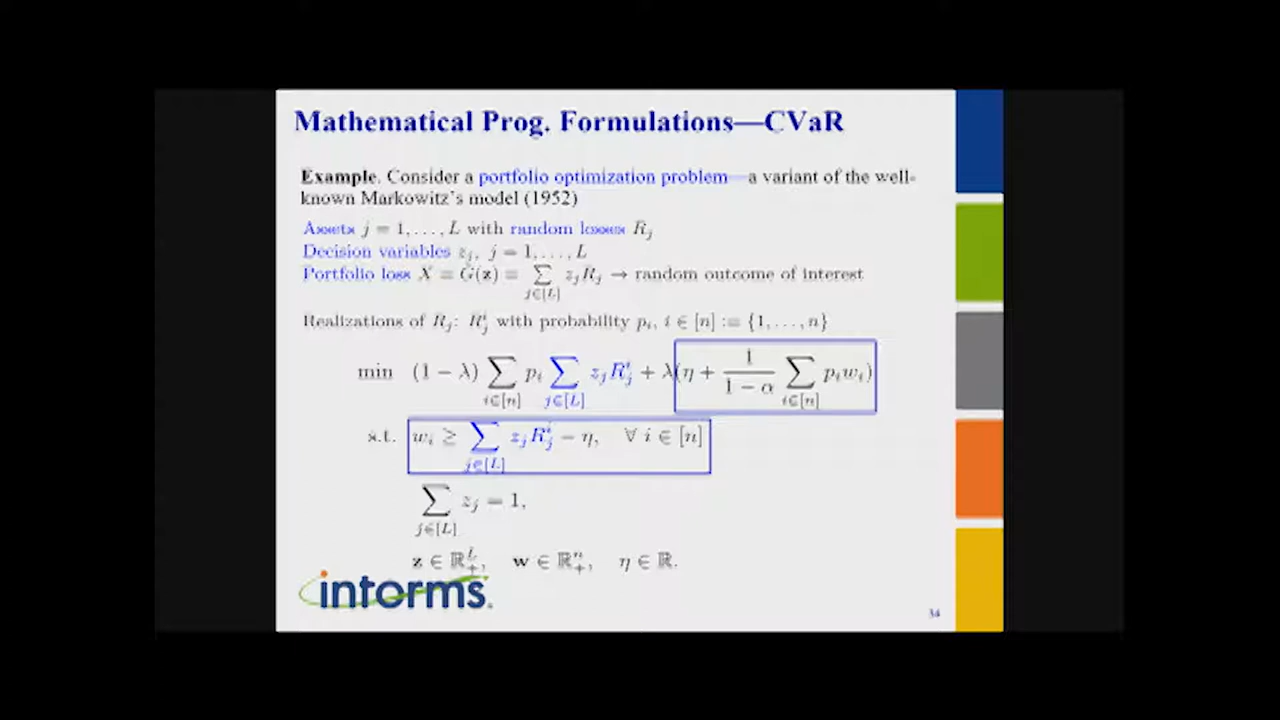 Mathematical Prog. Formulations—CVaR
Example. Consider a portfolio optimization problem—a variant of the well-
known Markowitz's model (1952)
Assets j = 1, . . . , L with random losses R_j
Decision variables z_j, j = 1, . . . , L
Portfolio loss X = G(z) = ∑_{j∈[L]} z_j R_j → random outcome of interest
Realizations of R_j: R_j^i with probability p_i, i ∈ [n] := {1, . . . , n}
min (1 − λ) ∑_{i∈[n]} p_i ∑_{j∈[L]} z_j R_j^i + λ(η + 1/(1 − α) ∑_{i∈[n]} p_i w_i)
s.t. w_i ≥ ∑_{j∈[L]} z_j R_j^i − η, ∀ i ∈ [n]
∑_{j∈[L]} z_j = 1,
z ∈ ℝ_+^L, w ∈ ℝ_+^n, η ∈ ℝ.
informs.
34